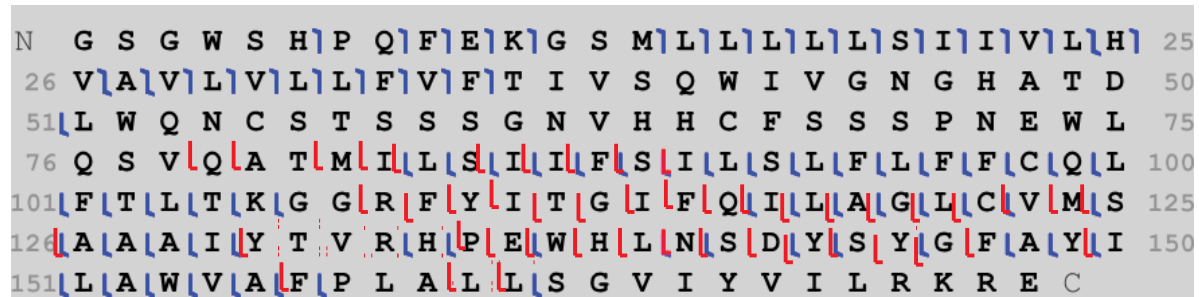 N G S G W S H P Q F E K G S M L L L L L S I I V L H 25
26 V A V L V L L F V F T I V S Q W I V G N G H A T D 50
51 L W Q N C S T S S S G N V H H C F S S S P N E W L 75
76 Q S V Q A T M I L S I I F S I L S L F L F F C Q L 100
101 F T L T K G G R F Y I T G I F Q I L A G L C V M S 125
126 A A A I Y T V R H P E W H L N S D Y S Y G F A Y I 150
151 L A W V A F P L A L L S G V I Y V I L R K R E C